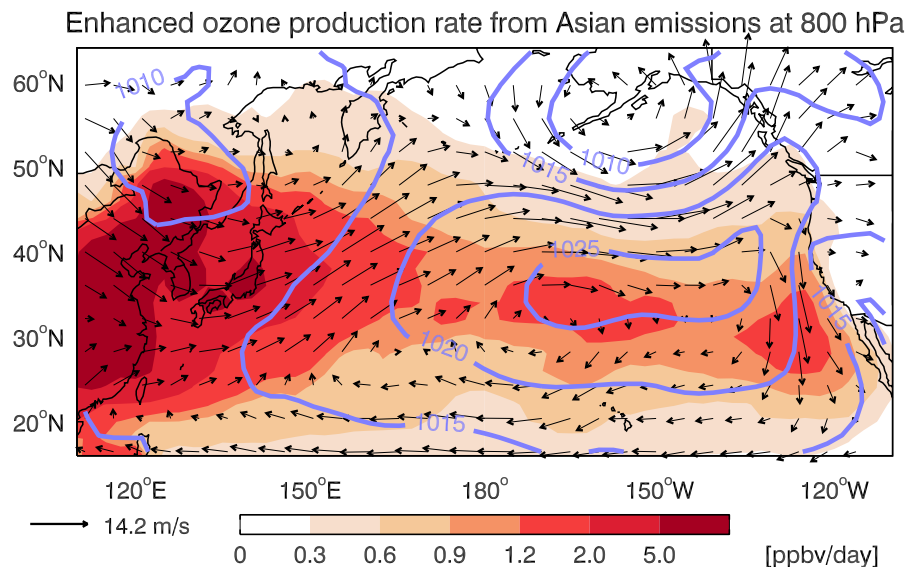 Enhanced ozone production rate from Asian emissions at 800 hPa
60°N
50°N
40°N
30°N
20°N
1010
1015
1010
1025
1020
1015
1015
120°E
150°E
180°
150°W
120°W
14.2 m/s
0
0.3
0.6
0.9
1.2
2.0
5.0
[ppbv/day]